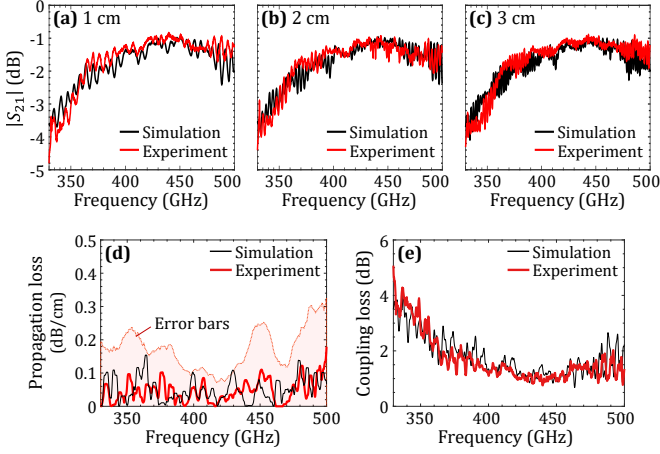 (a) 1 cm
(b) 2 cm
(c) 3 cm
|S21| (dB)
0
-1
-2
-3
-4
-5
Simulation
Experiment
Simulation
Experiment
Simulation
Experiment
350 400 450 500
350 400 450 500
350 400 450 500
Frequency (GHz)
Frequency (GHz)
Frequency (GHz)
(d)
Propagation loss
(dB/cm)
0.5
0.4
0.3
0.2
0.1
0
Simulation
Experiment
Error bars
350 400 450 500
Frequency (GHz)
(e)
Coupling loss (dB)
6
4
2
0
Simulation
Experiment
350 400 450 500
Frequency (GHz)